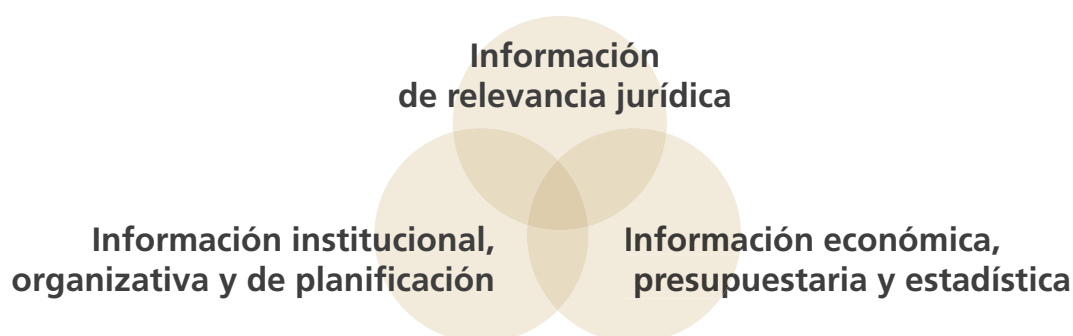 Información
de relevancia jurídica
Información institucional,
organizativa y de planificación
Información económica,
presupuestaria y estadística